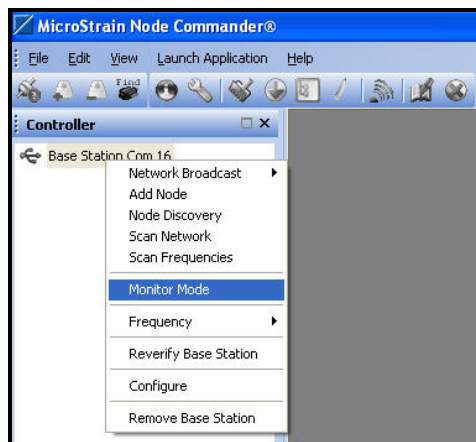 MicroStrain Node Commander®
File Edit View Launch Application Help
Find
Controller
Base Station Com 16
Network Broadcast
Add Node
Node Discovery
Scan Network
Scan Frequencies
Monitor Mode
Frequency
Reverify Base Station
Configure
Remove Base Station